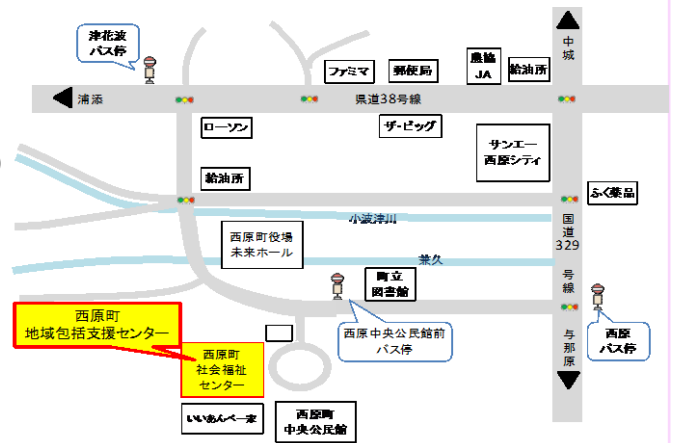 津花波
バス停
中城
ファミマ
郵便局
農協
JA
給油所
浦添
県道38号線
ローソン
ザ・ビッグ
サンエー
西原シティ
給油所
ふく薬品
小波津川
国道329号線
西原町役場
未来ホール
兼久
町立
図書館
西原町
地域包括支援センター
西原中央公民館前
バス停
西原
バス停
与那原
西原町
社会福祉
センター
いいあんべー家
西原町
中央公民館